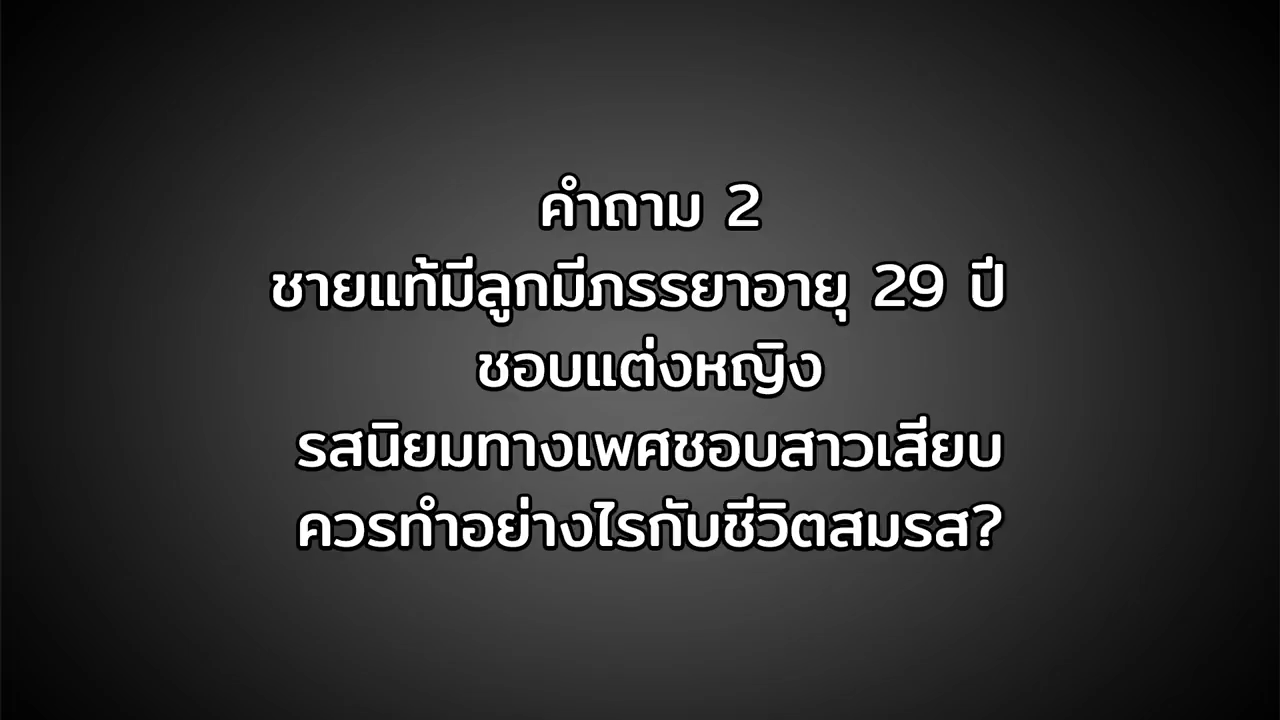 คำถาม 2
ชายแท้มีลูกมีภรรยาอายุ 29 ปี
ชอบแต่งหญิง
รสนิยมทางเพศชอบสาวเสียบ
ควรทำอย่างไรกับชีวิตสมรส?